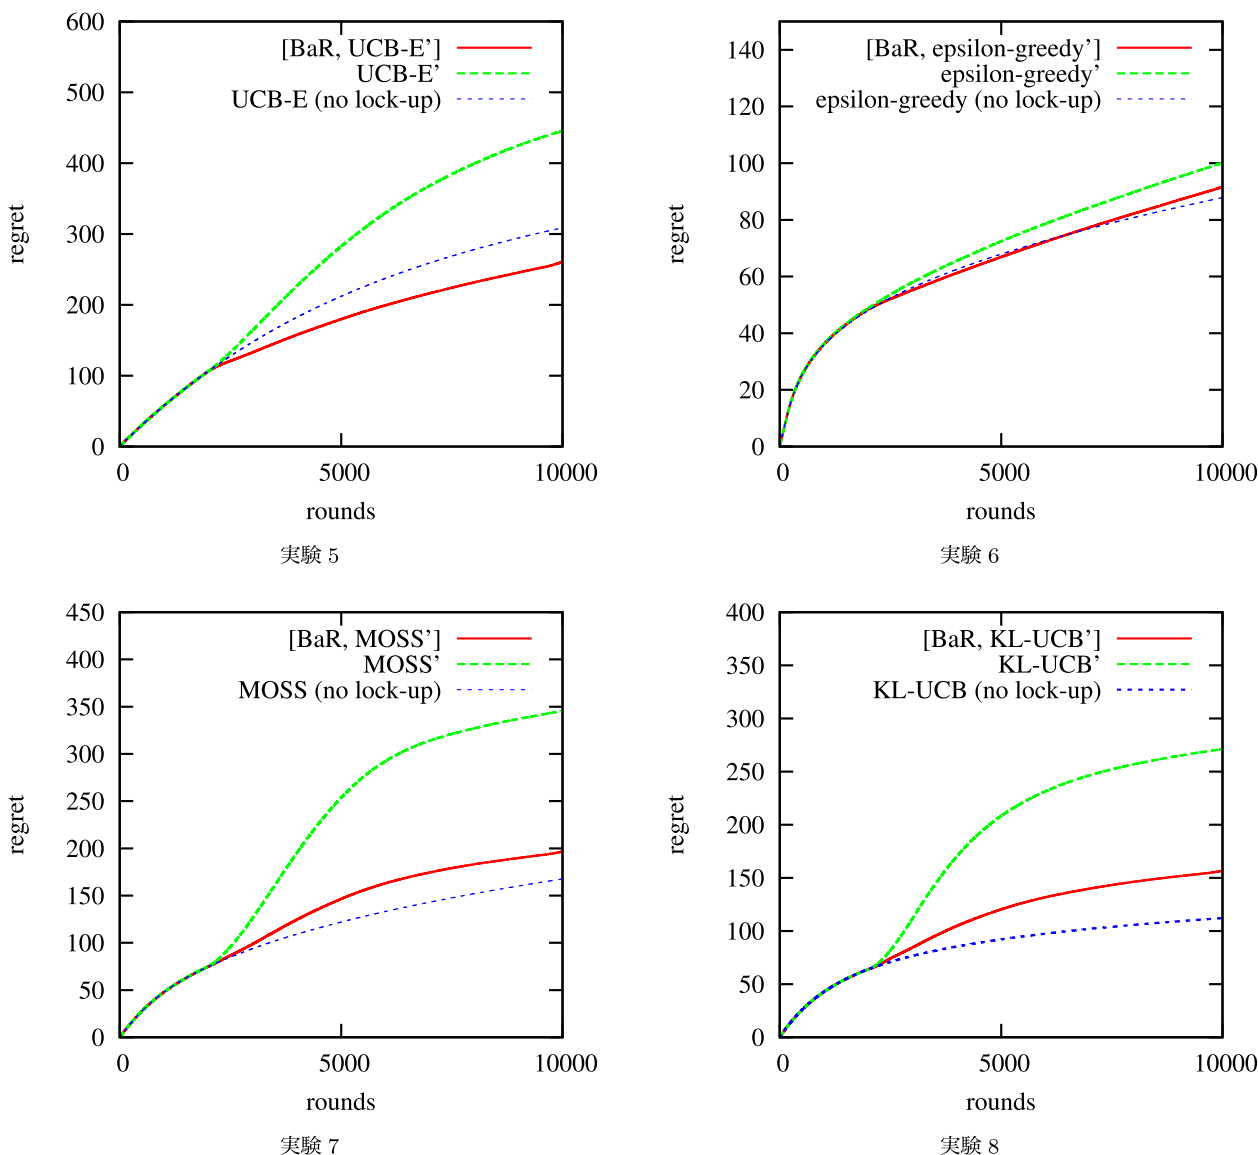 600
500
400
300
200
100
0
regret
[BaR, UCB-E']
UCB-E'
UCB-E (no lock-up)
0 5000 10000
rounds
実験 5
140
120
100
80
60
40
20
0
regret
[BaR, epsilon-greedy']
epsilon-greedy'
epsilon-greedy (no lock-up)
0 5000 10000
rounds
実験 6
450
400
350
300
250
200
150
100
50
0
regret
[BaR, MOSS']
MOSS'
MOSS (no lock-up)
0 5000 10000
rounds
実験 7
400
350
300
250
200
150
100
50
0
regret
[BaR, KL-UCB']
KL-UCB'
KL-UCB (no lock-up)
0 5000 10000
rounds
実験 8